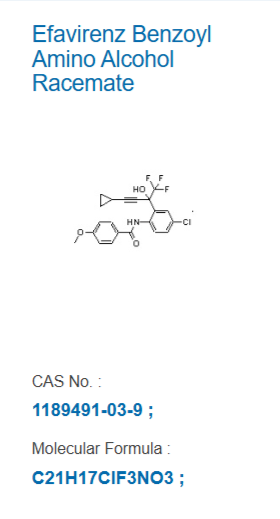 Efavirenz Benzoyl
Amino Alcohol
Racemate
F F
HO F
HN Cl
O O
CAS No. :
1189491-03-9 ;
Molecular Formula :
C21H17ClF3NO3 ;